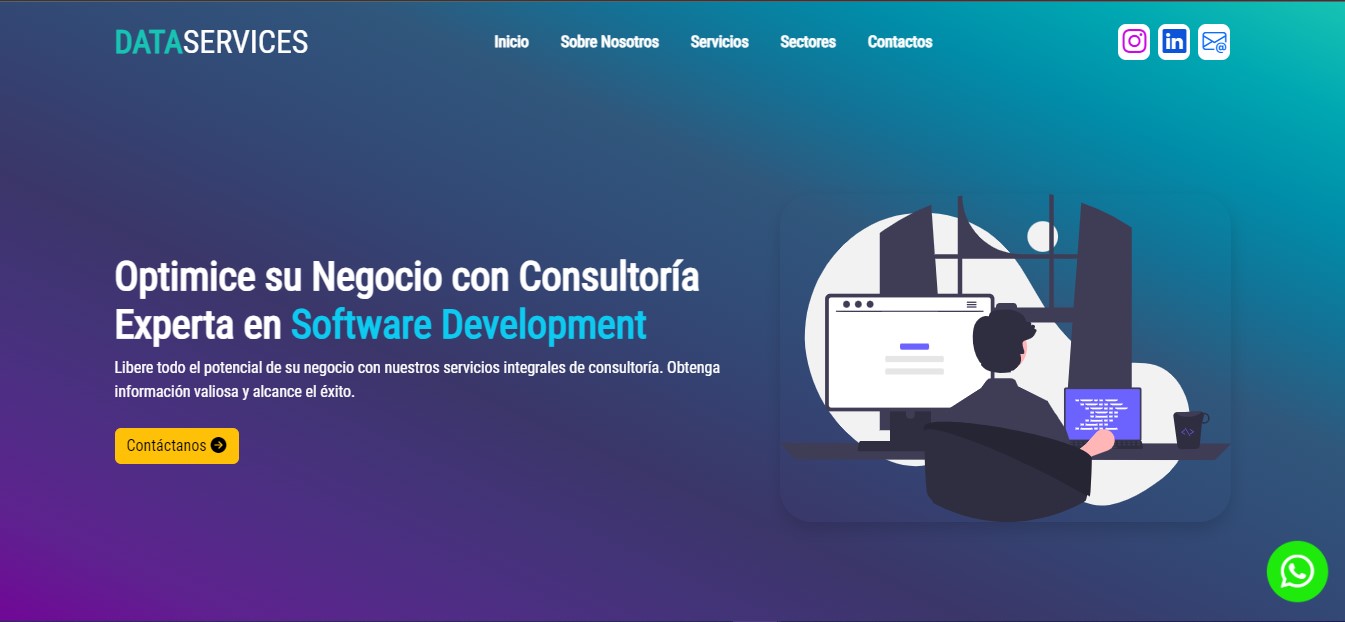 DATASERVICES
Inicio Sobre Nosotros Servicios Sectores Contactos
Optimice su Negocio con Consultoría
Experta en Software Development
Libere todo el potencial de su negocio con nuestros servicios integrales de consultoría. Obtenga
información valiosa y alcance el éxito.
Contáctanos